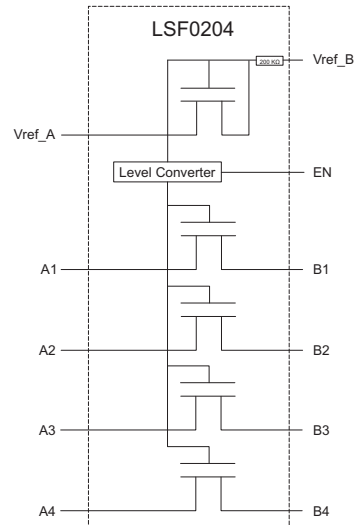 LSF0204
200 KΩ Vref_B
Vref_A
Level Converter EN
A1 B1
A2 B2
A3 B3
A4 B4